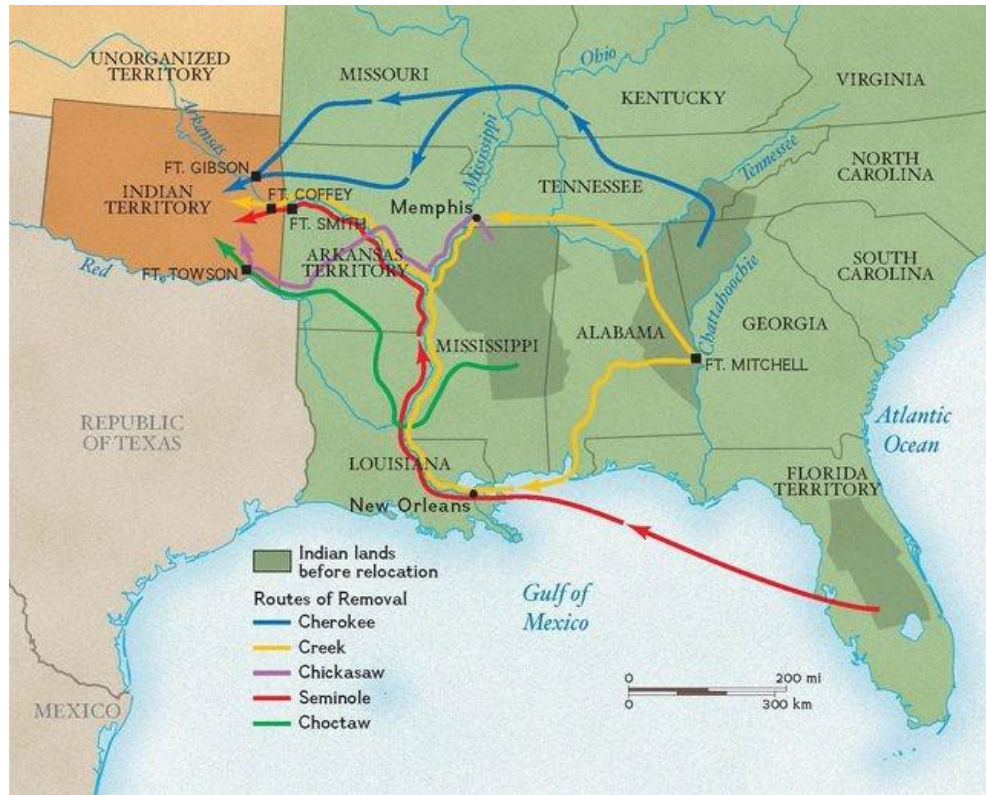 UNORGANIZED
TERRITORY
MISSOURI
Ohio
KENTUCKY
VIRGINIA
Arkansas
Mississippi
Tennessee
FT. GIBSON
NORTH
CAROLINA
INDIAN
TERRITORY
FT. COFFEY
TENNESSEE
Memphis
FT. SMITH
ARKANSAS
TERRITORY
Red
FT. TOWSON
SOUTH
CAROLINA
Chattaboochie
MISSISSIPPI
ALABAMA
GEORGIA
FT. MITCHELL
REPUBLIC
OF TEXAS
Atlantic
Ocean
LOUISIANA
FLORIDA
TERRITORY
New Orleans
Indian lands
before relocation
Gulf of
Mexico
Routes of Removal
Cherokee
Creek
Chickasaw
Seminole
Choctaw
0 200 mi
0 300 km
MEXICO